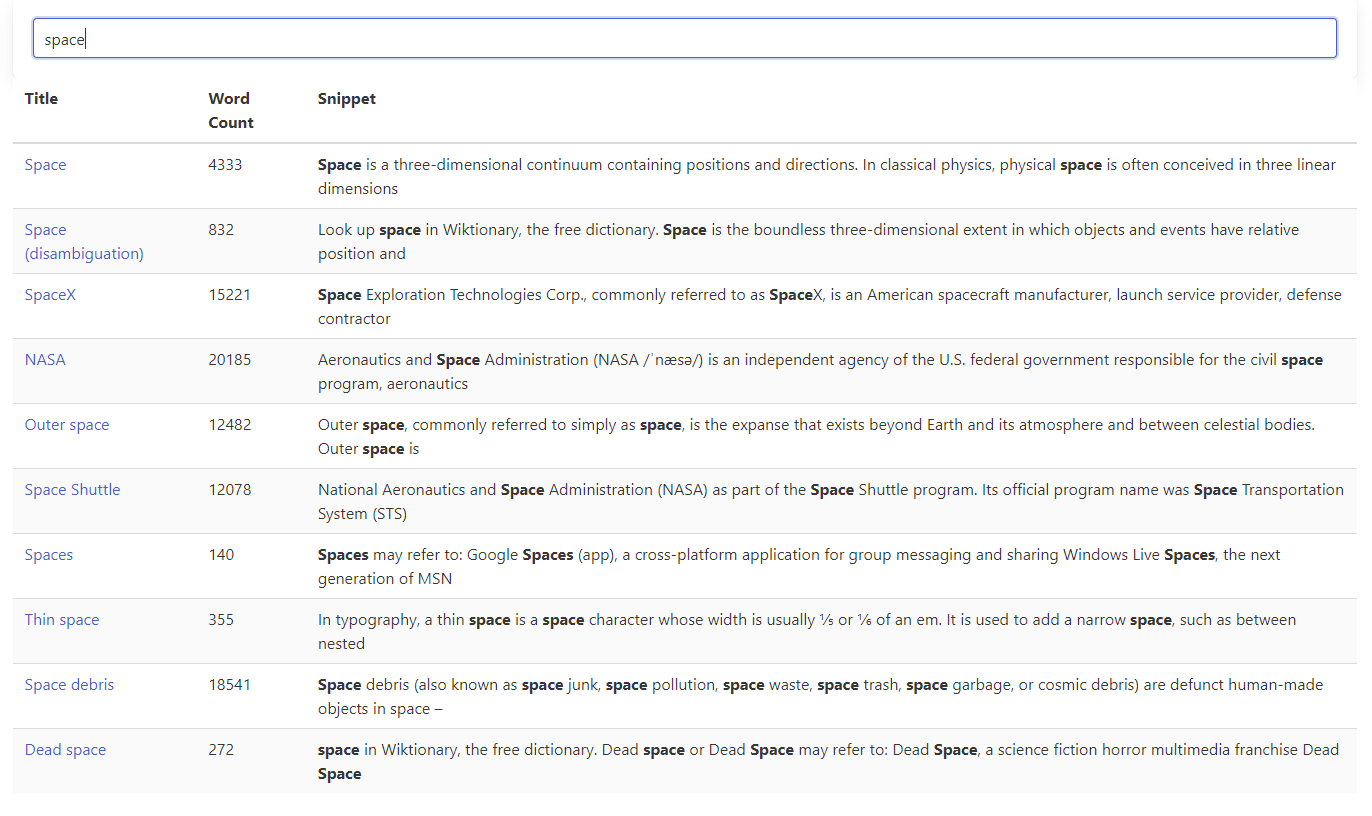 space
Title Word Count Snippet
Space 4333 Space is a three-dimensional continuum containing positions and directions. In classical physics, physical space is often conceived in three linear
dimensions
Space (disambiguation) 832 Look up space in Wiktionary, the free dictionary. Space is the boundless three-dimensional extent in which objects and events have relative
position and
SpaceX 15221 Space Exploration Technologies Corp., commonly referred to as SpaceX, is an American spacecraft manufacturer, launch service provider, defense
contractor
NASA 20185 Aeronautics and Space Administration (NASA /ˈnæsə/) is an independent agency of the U.S. federal government responsible for the civil space
program, aeronautics
Outer space 12482 Outer space, commonly referred to simply as space, is the expanse that exists beyond Earth and its atmosphere and between celestial bodies.
Outer space is
Space Shuttle 12078 National Aeronautics and Space Administration (NASA) as part of the Space Shuttle program. Its official program name was Space Transportation
System (STS)
Spaces 140 Spaces may refer to: Google Spaces (app), a cross-platform application for group messaging and sharing Windows Live Spaces, the next
generation of MSN
Thin space 355 In typography, a thin space is a space character whose width is usually 1⁄5 or 1⁄6 of an em. It is used to add a narrow space, such as between
nested
Space debris 18541 Space debris (also known as space junk, space pollution, space waste, space trash, space garbage, or cosmic debris) are defunct human-made
objects in space –
Dead space 272 space in Wiktionary, the free dictionary. Dead space or Dead Space may refer to: Dead Space, a science fiction horror multimedia franchise Dead
Space